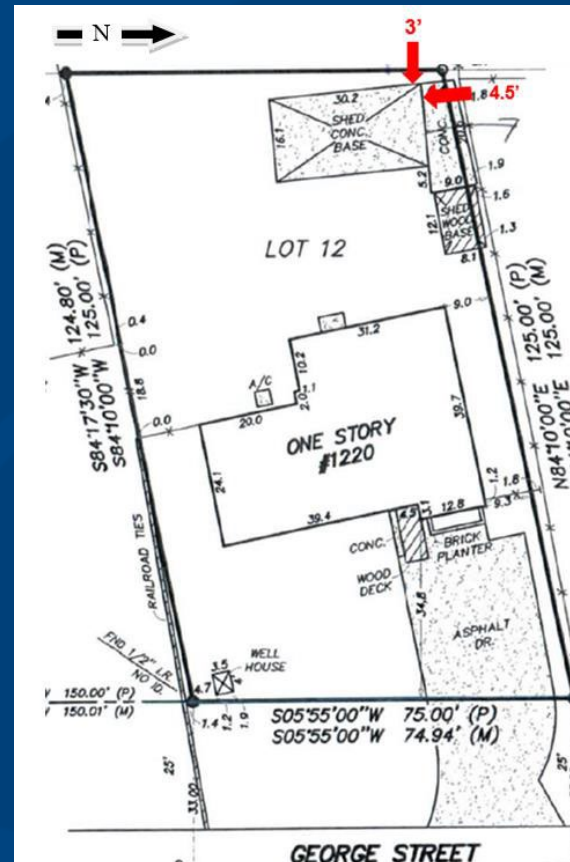 N
3'
4.5'
1.8
30.2
SHED
CONC.
BASE
16.1
CONC.
20.0
5.2
9.0
1.9
1.6
SHED
WOOD
BASE
12.1
1.3
8.1
LOT 12
124.80' (M)
125.00' (P)
S84°17'30"W
S84°10'00"W
0.4
0.0
18.8
0.0
9.0
125.00' (P)
125.00' (M)
N84°10'00"E
31.2
10.2
A/C
2.0
.1
20.0
ONE STORY
#1220
39.7
24.1
39.4
4.5
3.1
12.8
1.2
1.8
9.3
CONC.
BRICK
PLANTER
WOOD
DECK
34.8
ASPHALT
DR.
RAILROAD TIES
FND 1/2" I.R.
NO ID.
WELL
HOUSE
3.5
4
4.7
150.00' (P)
150.01' (M)
1.4
1.2
1.9
S05°55'00"W 75.00' (P)
S05°55'00"W 74.94' (M)
25'
33.00
25'
GEORGE STREET